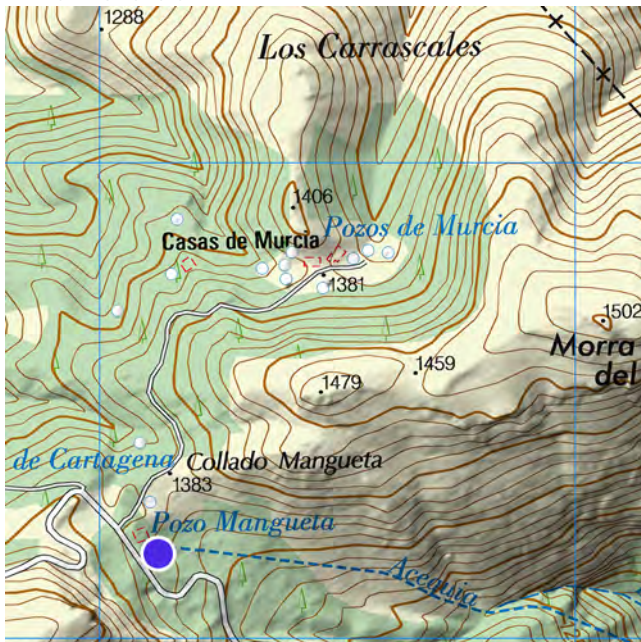 1288
Los Carrascales
1406
Pozos de Murcia
Casas de Murcia
1381
1502
Morra
del
1459
1479
de Cartagena
Collado Mangueta
1383
Pozo Mangueta
Acequia